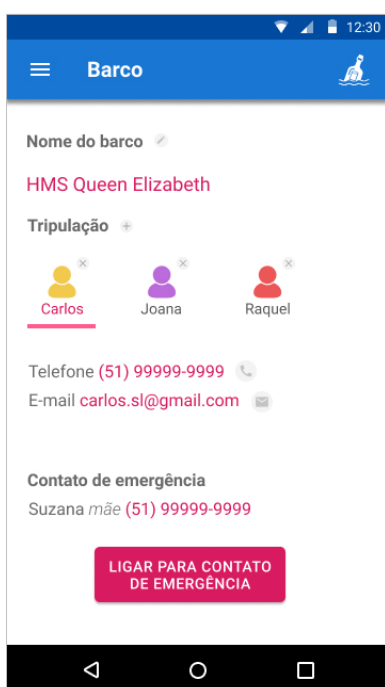 12:30
Barco
Nome do barco
HMS Queen Elizabeth
Tripulação
Carlos Joana Raquel
Telefone (51) 99999-9999
E-mail carlos.sl@gmail.com
Contato de emergência
Suzana mãe (51) 99999-9999
LIGAR PARA CONTATO
DE EMERGÊNCIA